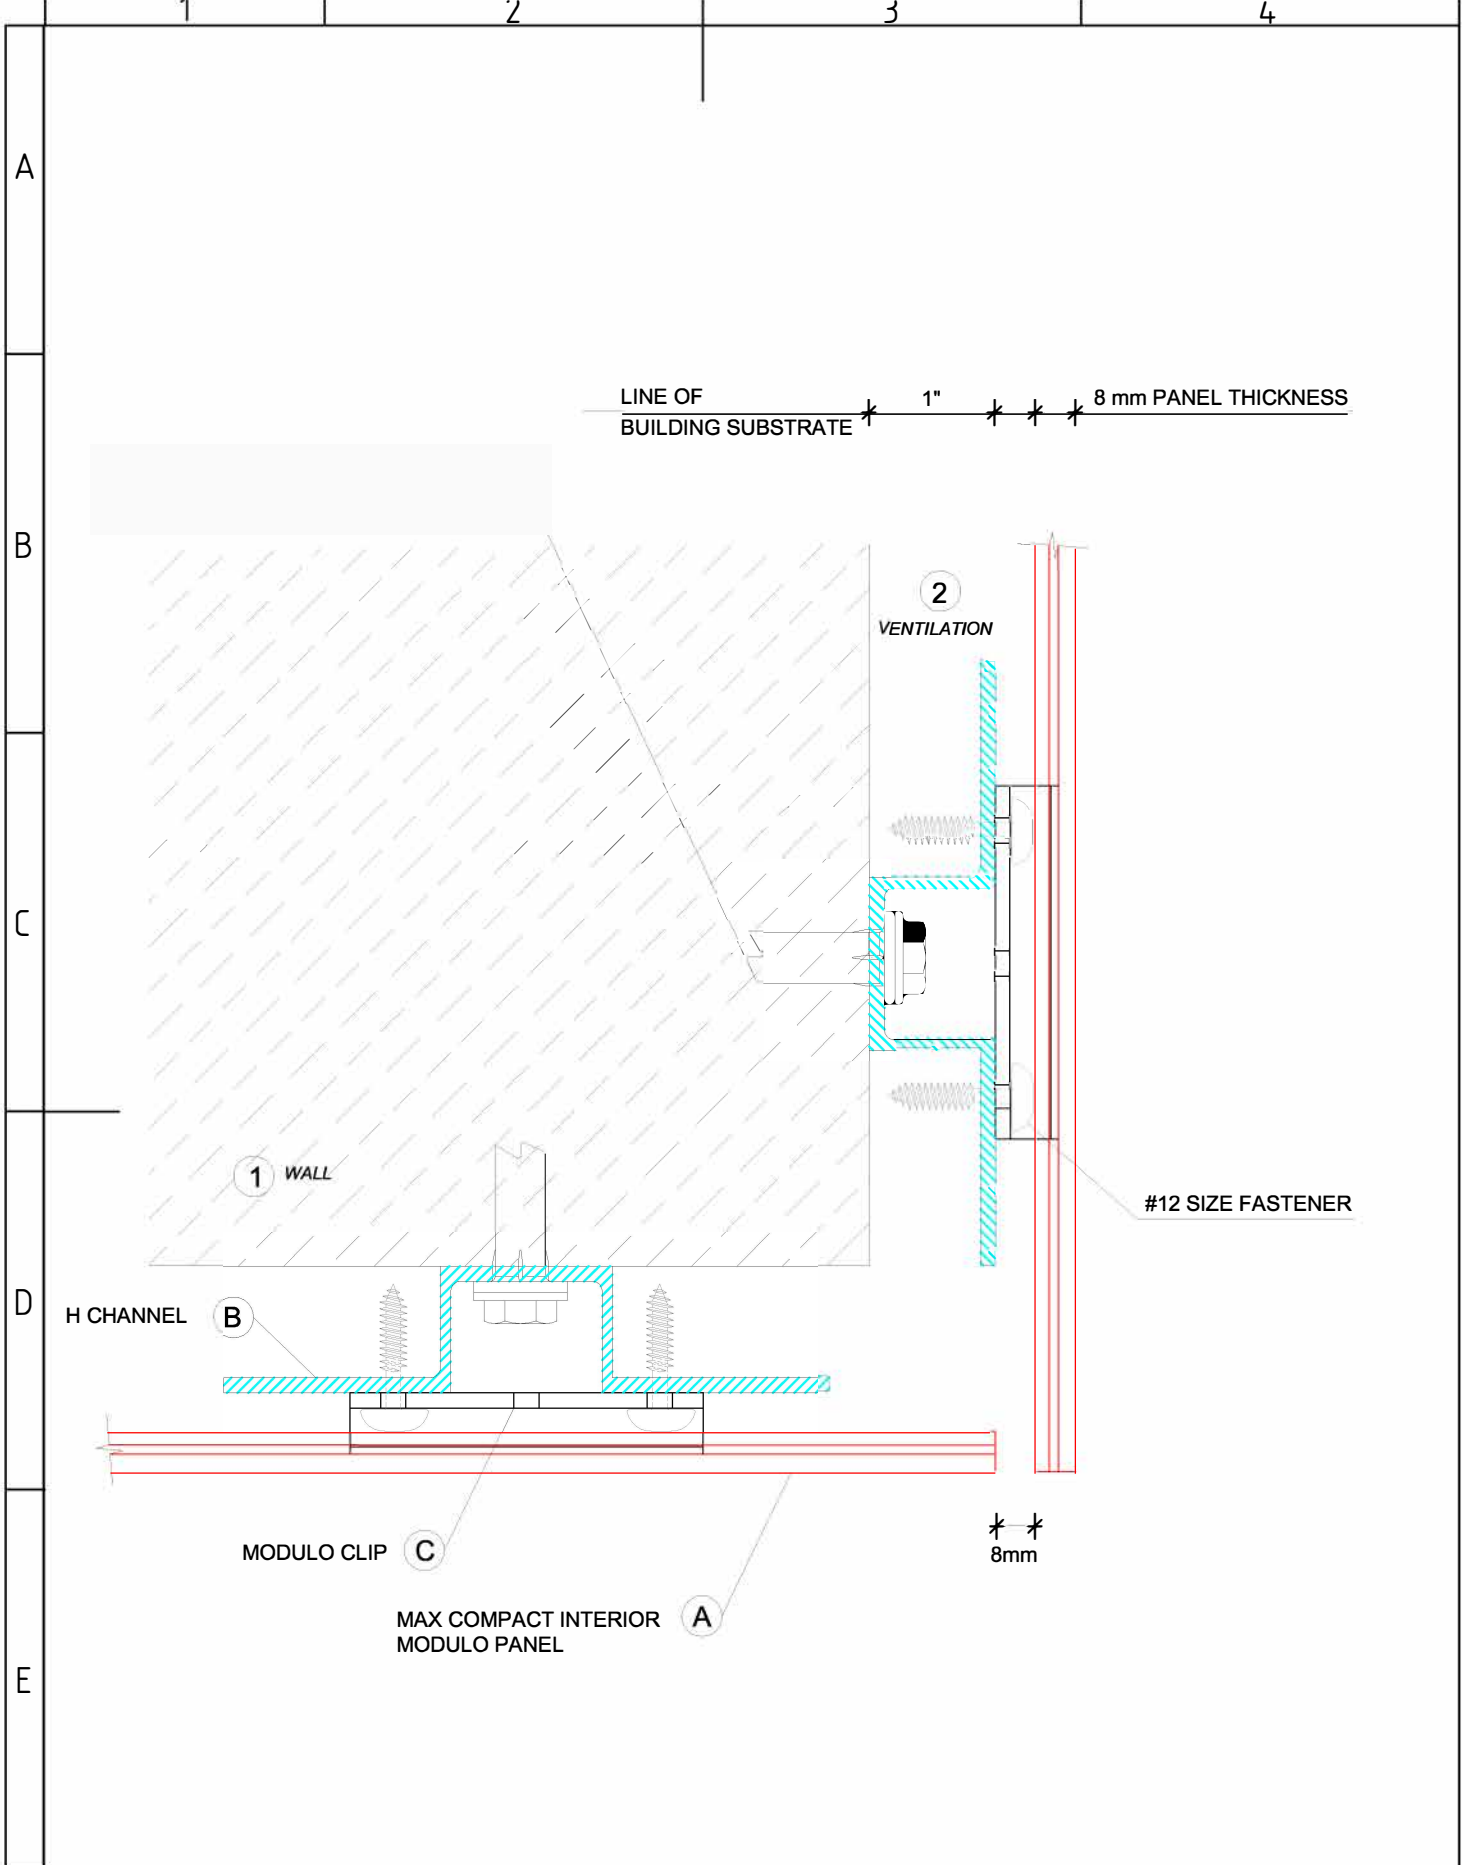 1 2 3 4
A
LINE OF
BUILDING SUBSTRATE
1"
8 mm PANEL THICKNESS
B
2
VENTILATION
C
1 WALL
#12 SIZE FASTENER
D
H CHANNEL B
MODULO CLIP C
8mm
MAX COMPACT INTERIOR
MODULO PANEL
A
E